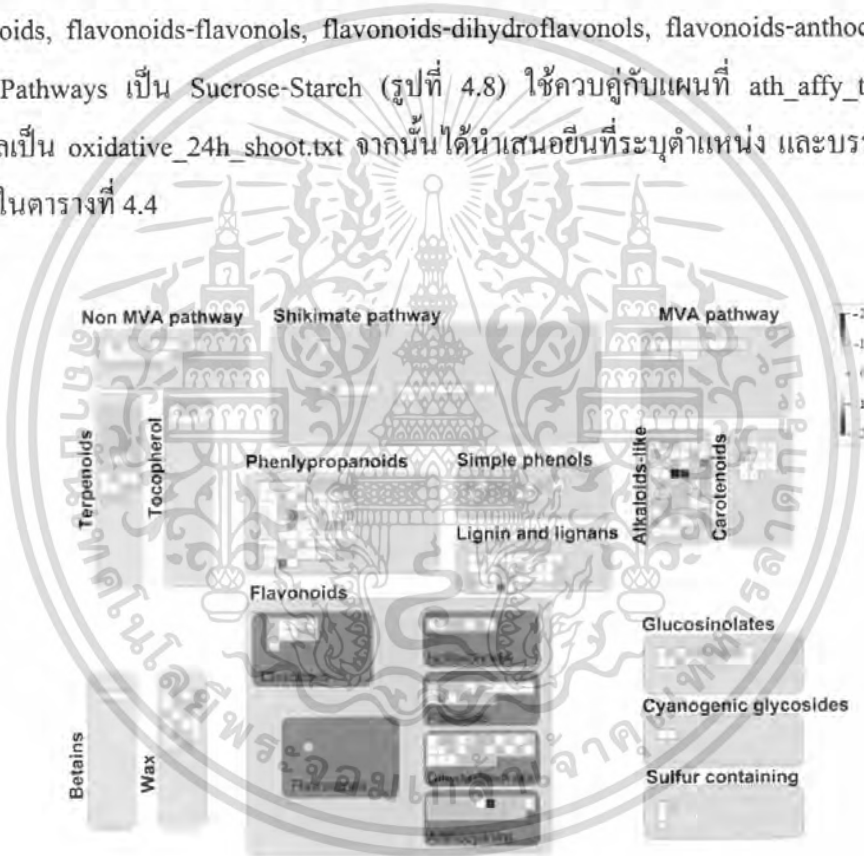 oids, flavonoids-flavonols, flavonoids-dihydroflavonols, flavonoids-anthoc
Pathways เป็น Sucrose-Starch (รูปที่ 4.8) ใช้ควบคู่กับแผนที่ ath_affy_t
ลเป็น oxidative_24h_shoot.txt จากนั้นได้นำเสนอยีนที่ระบุตำแหน่ง และบรร
ในตารางที่ 4.4
Non MVA pathway Shikimate pathway MVA pathway
Terpenoids
Tocopherol
Phenlypropanoids
Simple phenols
Lignin and lignans
Alkaloids-like
Carotenoids
Flavonoids
Betains
Wax
Glucosinolates
Cyanogenic glycosides
Sulfur containing